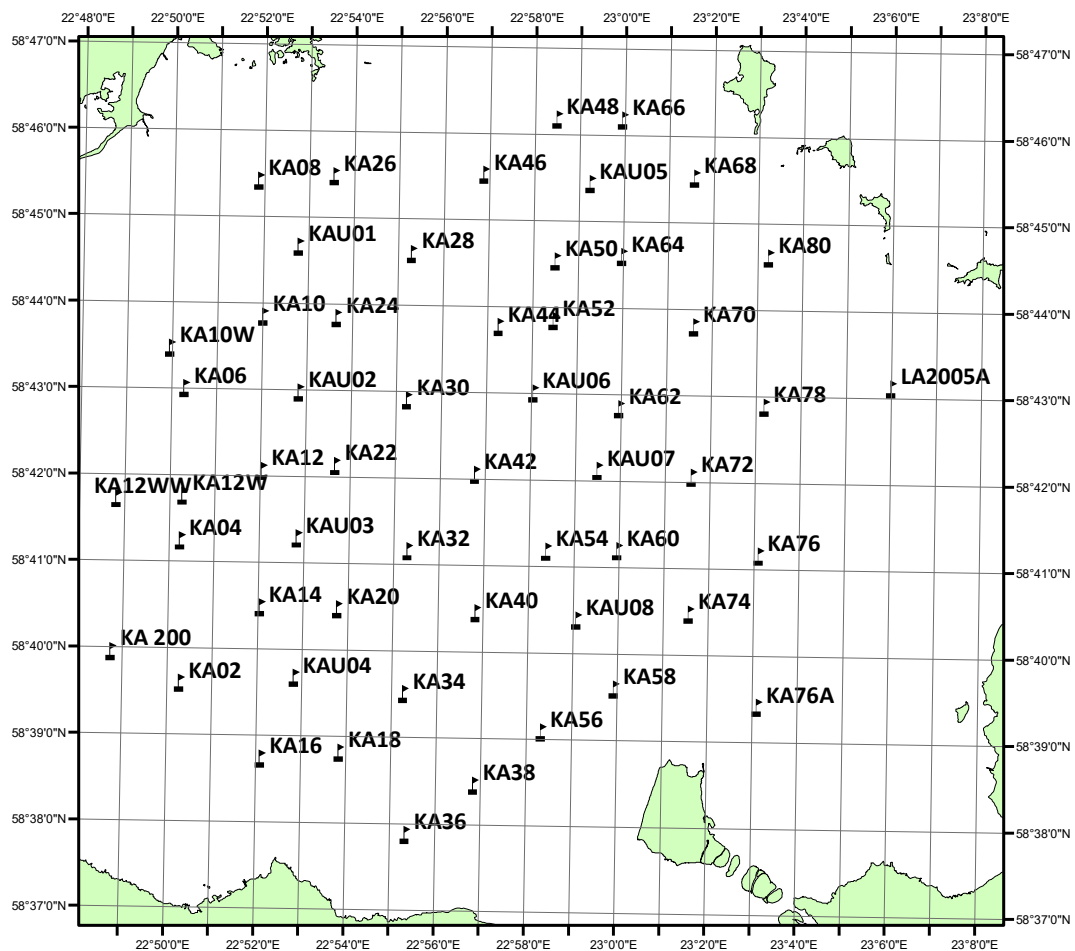 22°48'0"E 22°50'0"E 22°52'0"E 22°54'0"E 22°56'0"E 22°58'0"E 23°00'0"E 23°2'0"E 23°4'0"E 23°6'0"E 23°8'0"E
58°47'0"N 58°47'0"N
KA48 KA66
58°46'0"N 58°46'0"N
KA08 KA26 KA46 KAU05 KA68
58°45'0"N 58°45'0"N
KAU01 KA28 KA50 KA64 KA80
58°44'0"N 58°44'0"N
KA10 KA24 KA44 KA52 KA70
KA10W
KA06 KAU02 KA30 KAU06 KA62 KA78 LA2005A
58°43'0"N 58°43'0"N
KA12 KA22 KA42 KAU07 KA72
58°42'0"N 58°42'0"N
KA12WW KA12W
KA04 KAU03 KA32 KA54 KA60 KA76
58°41'0"N 58°41'0"N
KA14 KA20 KA40 KAU08 KA74
58°40'0"N 58°40'0"N
KA 200
KA02 KAU04 KA34 KA58 KA76A
58°39'0"N 58°39'0"N
KA16 KA18 KA56
KA38
58°38'0"N 58°38'0"N
KA36
58°37'0"N 58°37'0"N
22°50'0"E 22°52'0"E 22°54'0"E 22°56'0"E 22°58'0"E 23°00'0"E 23°2'0"E 23°4'0"E 23°6'0"E 23°8'0"E